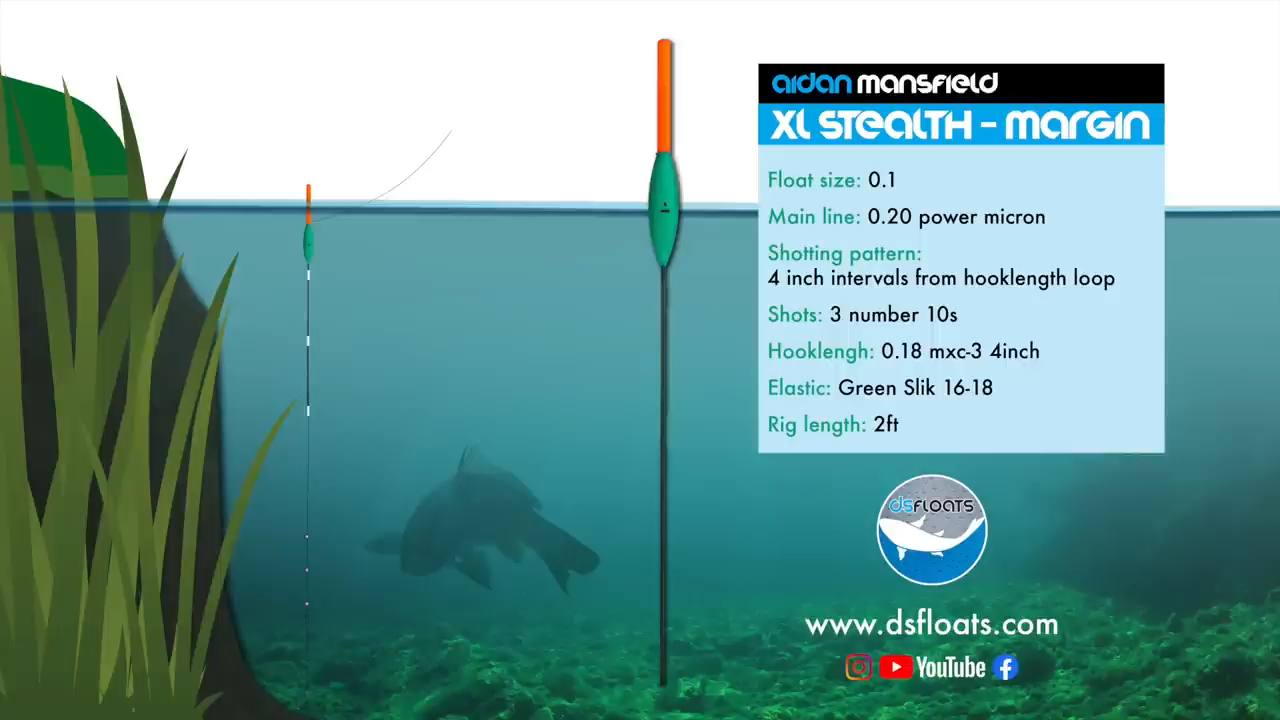 aidan mansfield
XL STEALTH - MARGIN
Float size: 0.1
Main line: 0.20 power micron
Shotting pattern:
4 inch intervals from hooklength loop
Shots: 3 number 10s
Hooklengh: 0.18 mxc-3 4inch
Elastic: Green Slik 16-18
Rig length: 2ft
dsfloats
www.dsfloats.com
YouTube